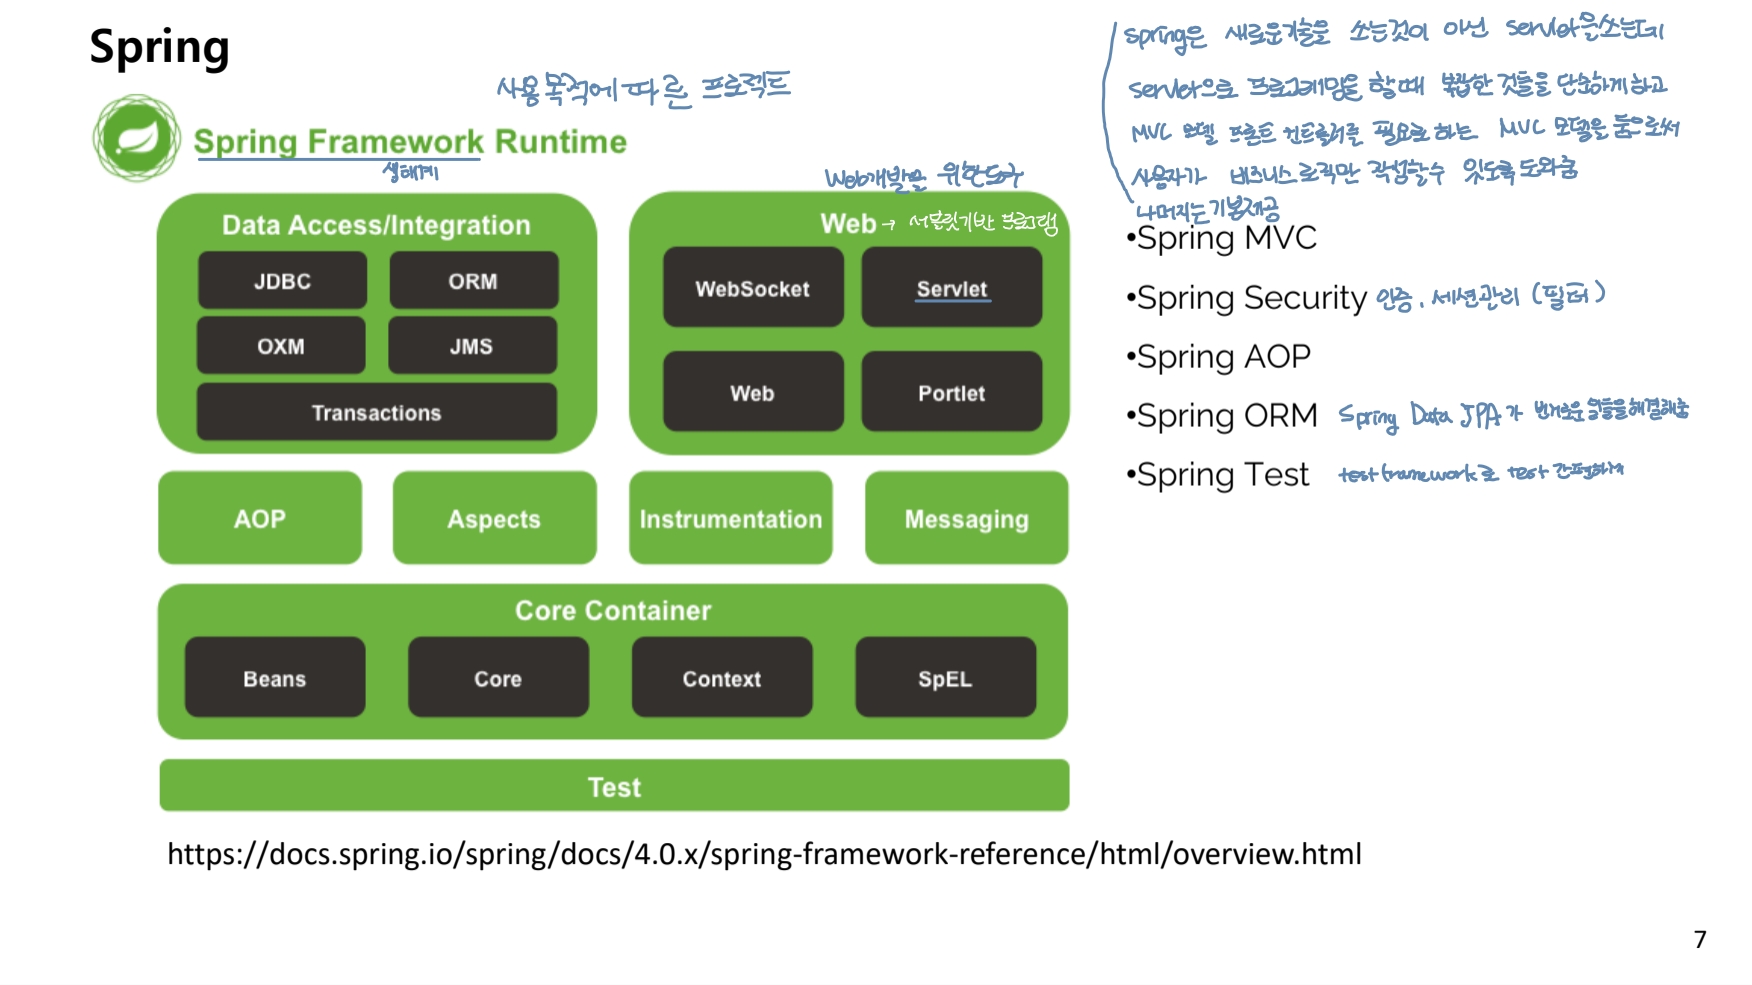 Spring
사용목적에 따른 프로젝트
Spring Framework Runtime
생태계
Web개발을 위한도구
Data Access/Integration
JDBC
ORM
OXM
JMS
Transactions
Web → 서블릿기반 프로그램
WebSocket
Servlet
Web
Portlet
AOP
Aspects
Instrumentation
Messaging
Core Container
Beans
Core
Context
SpEL
Test
Spring은 새로운기술을 쓰는것이 아닌 Servlet을쓰는데
Servlet으로 프로그래밍을 할때 복잡한 것들을 단순하게하고
MVC 모델 프론트 컨트롤러를 필요로 하는 MVC 모델을 둠으로써
사용자가 비즈니스로직만 작성할수 있도록 도와줌
나머지는기본제공
•Spring MVC
•Spring Security 인증, 세션관리 (필터)
•Spring AOP
•Spring ORM Spring Data JPA가 번거로운 일들을해결해줌
•Spring Test test framework로 test 간편하게
https://docs.spring.io/spring/docs/4.0.x/spring-framework-reference/html/overview.html
7